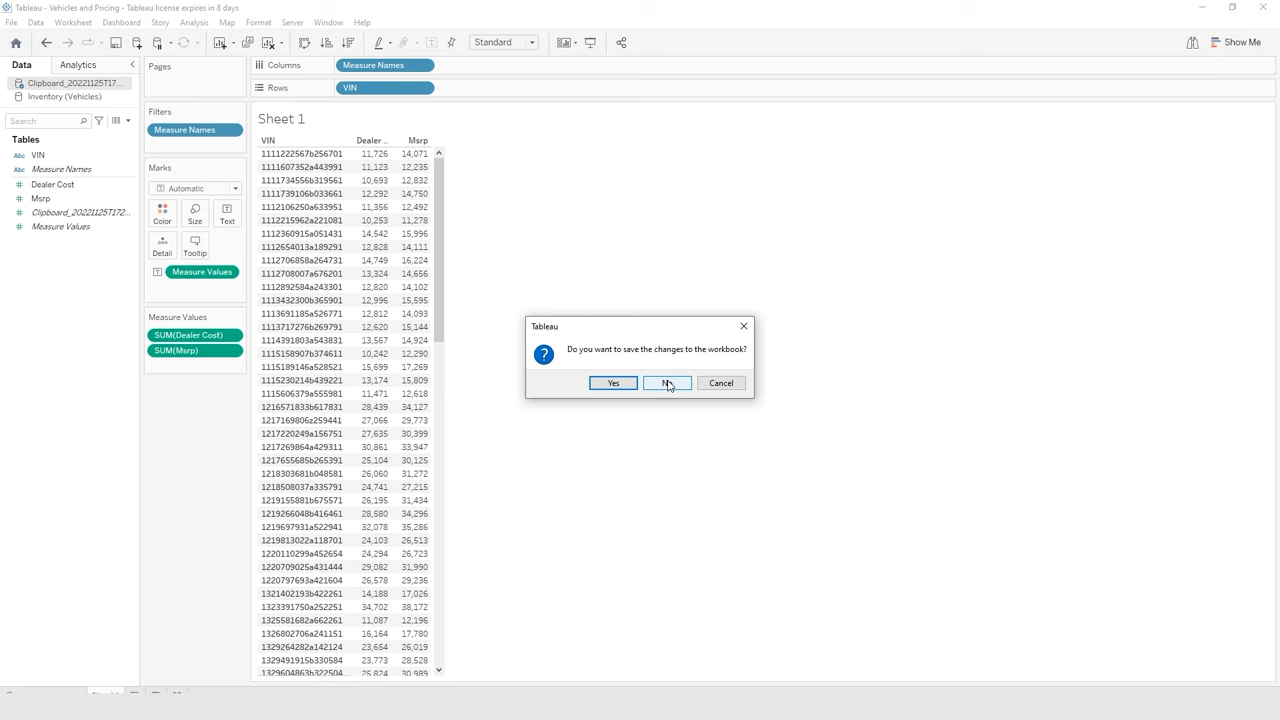 Tableau - Vehicles and Pricing - Tableau license expires in 8 days
File Data Worksheet Dashboard Story Analysis Map Format Server Window Help
Standard
Show Me
Data Analytics
Clipboard_20221125T17...
Inventory (Vehicles)
Search
Tables
Abc VIN
Abc Measure Names
# Dealer Cost
# Msrp
# Clipboard_20221125T172...
# Measure Values
Pages
Filters
Measure Names
Marks
Automatic
Color Size Text
Detail Tooltip
Measure Values
Measure Values
SUM(Dealer Cost)
SUM(Msrp)
Columns Measure Names
Rows VIN
Sheet 1
VIN Dealer .. Msrp
1111222567b256701 11,726 14,071
1111607352a443991 11,123 12,235
1111734556b319561 10,693 12,832
1111739106b033661 12,292 14,750
1112106250a633951 11,356 12,492
1112215962a221081 10,253 11,278
1112360915a051431 14,542 15,996
1112654013a189291 12,828 14,111
1112706858a264731 14,749 16,224
1112708007a676201 13,324 14,656
1112892584a243301 12,820 14,102
1113432300b365901 12,996 15,595
1113691185a526771 12,812 14,093
1113717276b269791 12,620 15,144
1114391803a543831 13,567 14,924
1115158907b374611 10,242 12,290
1115189146a528521 15,699 17,269
1115230214b439221 13,174 15,809
1115606379a555981 11,471 12,618
1216571833b617831 28,439 34,127
1217169806z259441 27,066 29,773
1217220249a156751 27,635 30,399
1217269864a429311 30,861 33,947
1217655685b265391 25,104 30,125
1218303681b048581 26,060 31,272
1218508037a335791 24,741 27,215
1219155881b675571 26,195 31,434
1219266048b416461 28,580 34,296
1219697931a522941 32,078 35,286
1219813022a118701 24,103 26,513
1220110299a452654 24,294 26,723
1220709025a431444 29,082 31,990
1220797693a421604 26,578 29,236
1321402193b422261 14,188 17,026
1323391750a252251 34,702 38,172
1325581682a662261 11,087 12,196
1326802706a241151 16,164 17,780
1329264282a142124 23,654 26,019
1329491915b330584 23,773 28,528
1329604863b322504... 25,824 30,989
Tableau
Do you want to save the changes to the workbook?
Yes Cancel